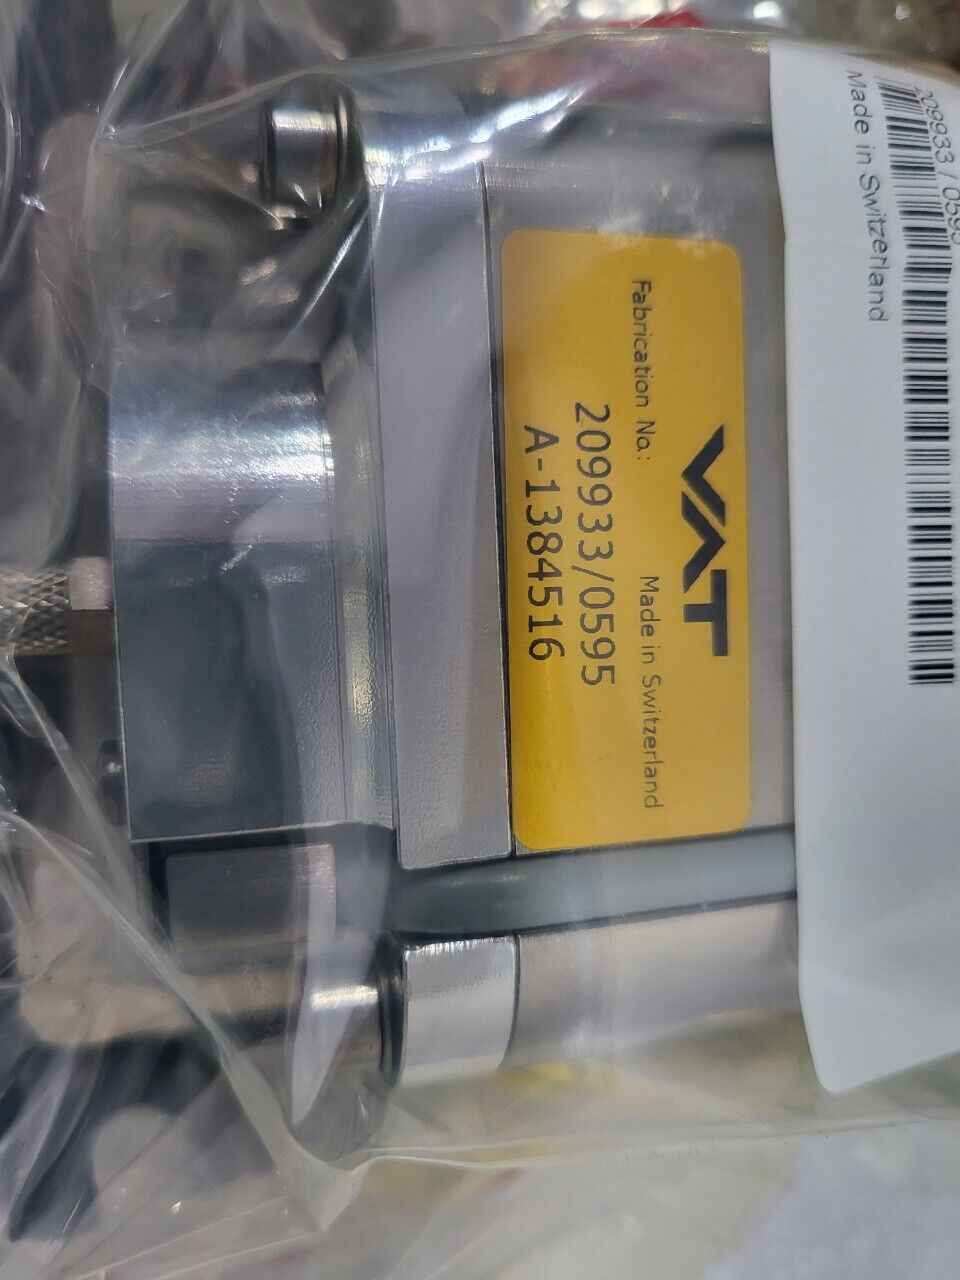 209933 / 0595
Made in Switzerland
VAT
Fabrication No.: Made in Switzerland
209933/0595
A-1384516